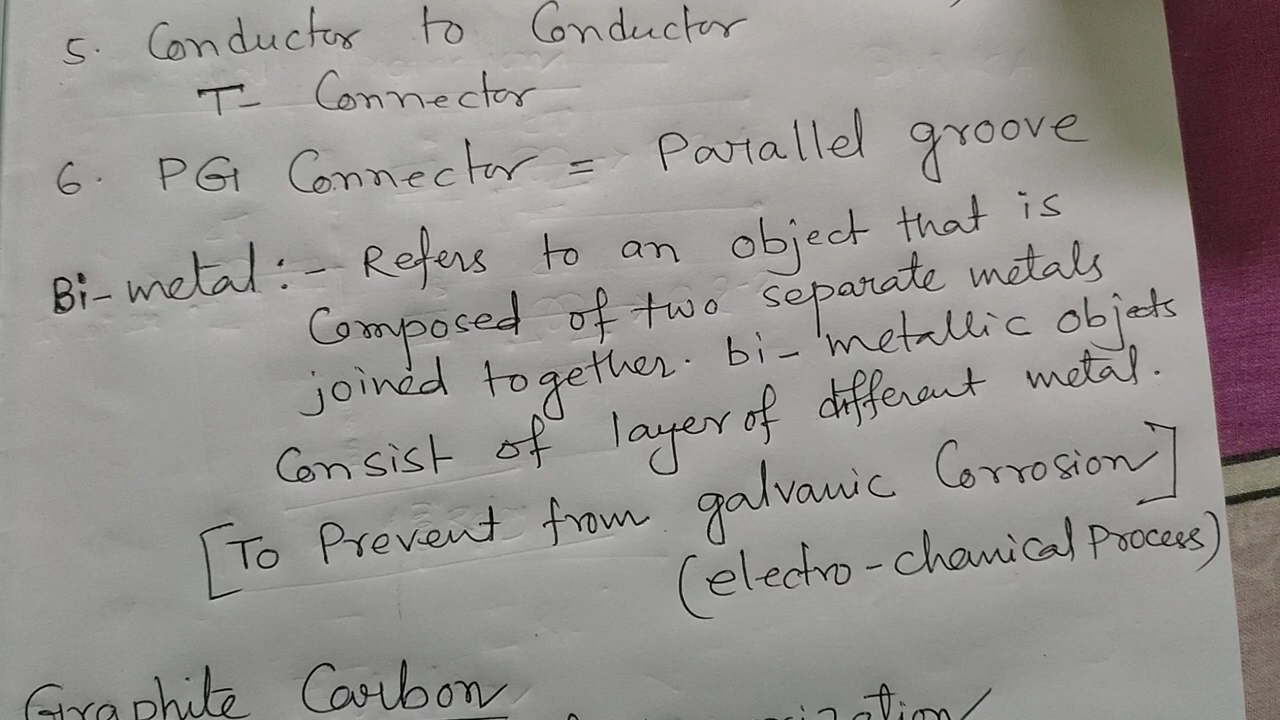 5. Conductor to Conductor
T- Connector
6. PG Connector = Parallel groove
Bi-metal:- Refers to an object that is
Composed of two separate metals
joined together. bi-metallic objects
Consist of layer of different metal.
[To Prevent from galvanic Corrosion]
(electro-chemical Process)
Graphite Carbon